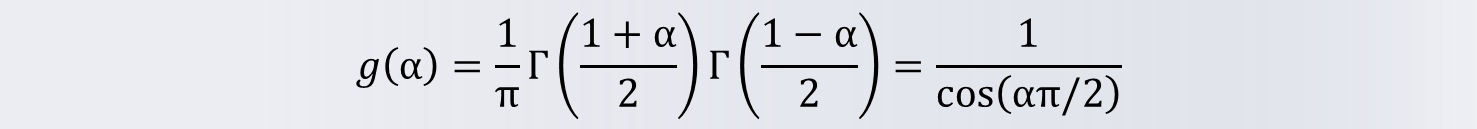 g(α) = 1/π Γ((1 + α)/2) Γ((1 − α)/2) = 1/cos(απ/2)